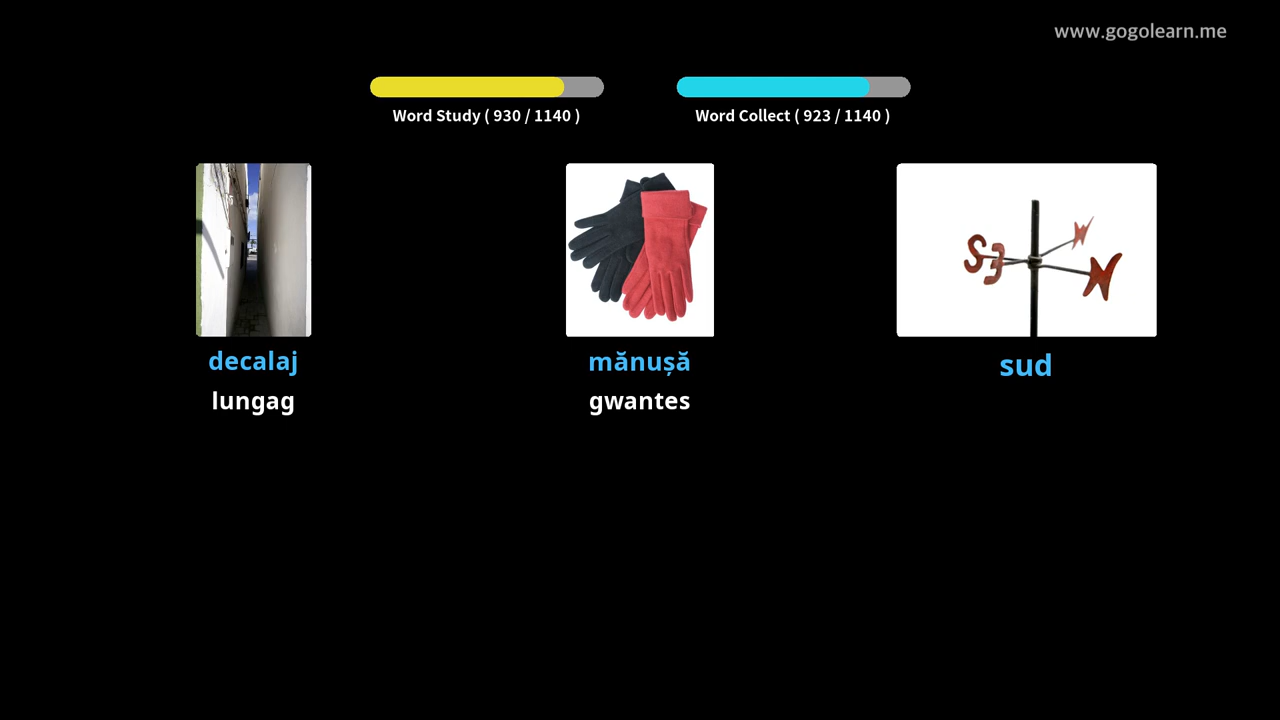 www.gogolearn.me
Word Study ( 930 / 1140 )
Word Collect ( 923 / 1140 )
decalaj
lungag
mănușă
gwantes
S
E
W
N
sud